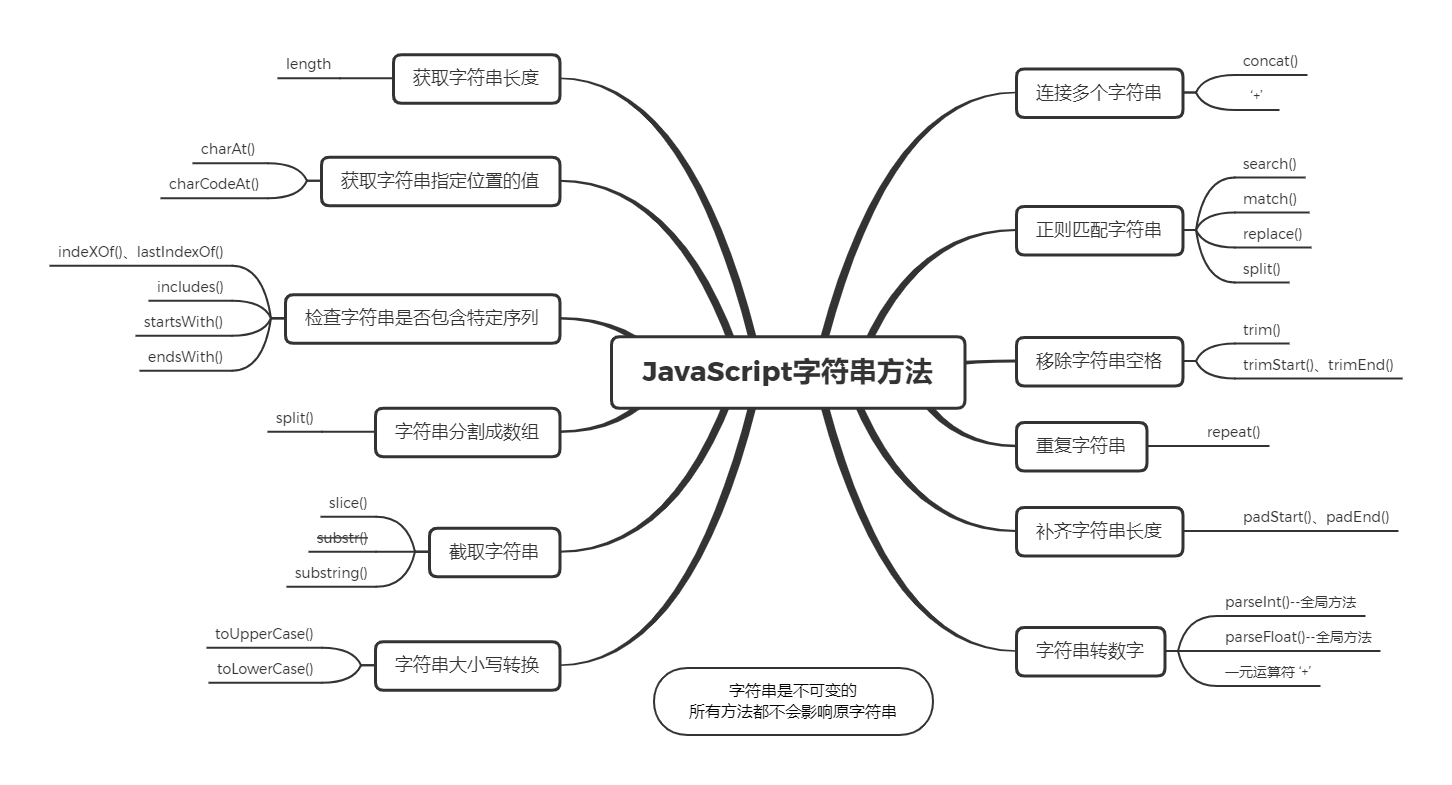 JavaScript字符串方法
获取字符串长度
length
获取字符串指定位置的值
charAt()
charCodeAt()
检查字符串是否包含特定序列
indeXOf()、lastIndexOf()
includes()
startsWith()
endsWith()
字符串分割成数组
split()
截取字符串
slice()
substr()
substring()
字符串大小写转换
toUpperCase()
toLowerCase()
连接多个字符串
concat()
‘+’
正则匹配字符串
search()
match()
replace()
split()
移除字符串空格
trim()
trimStart()、trimEnd()
重复字符串
repeat()
补齐字符串长度
padStart()、padEnd()
字符串转数字
parseInt()--全局方法
parseFloat()--全局方法
一元运算符 ‘+’
字符串是不可变的
所有方法都不会影响原字符串